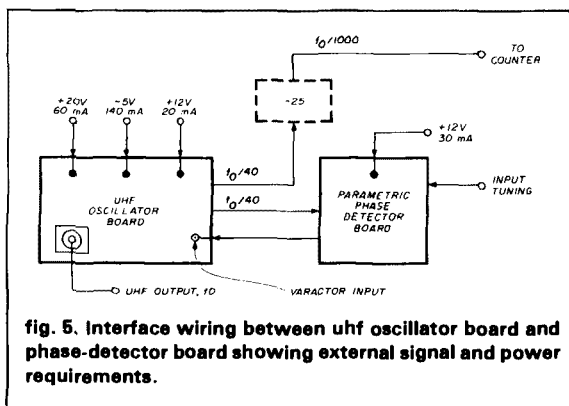 f0/1000
TO
COUNTER
+20V
60 mA
-5V
140 mA
+12V
20 mA
÷25
+12V
30 mA
f0/40
f0/40
UHF
OSCILLATOR
BOARD
PARAMETRIC
PHASE
DETECTOR
BOARD
INPUT
TUNING
UHF OUTPUT, fO
VARACTOR INPUT
fig. 5. Interface wiring between uhf oscillator board and
phase-detector board showing external signal and power
requirements.